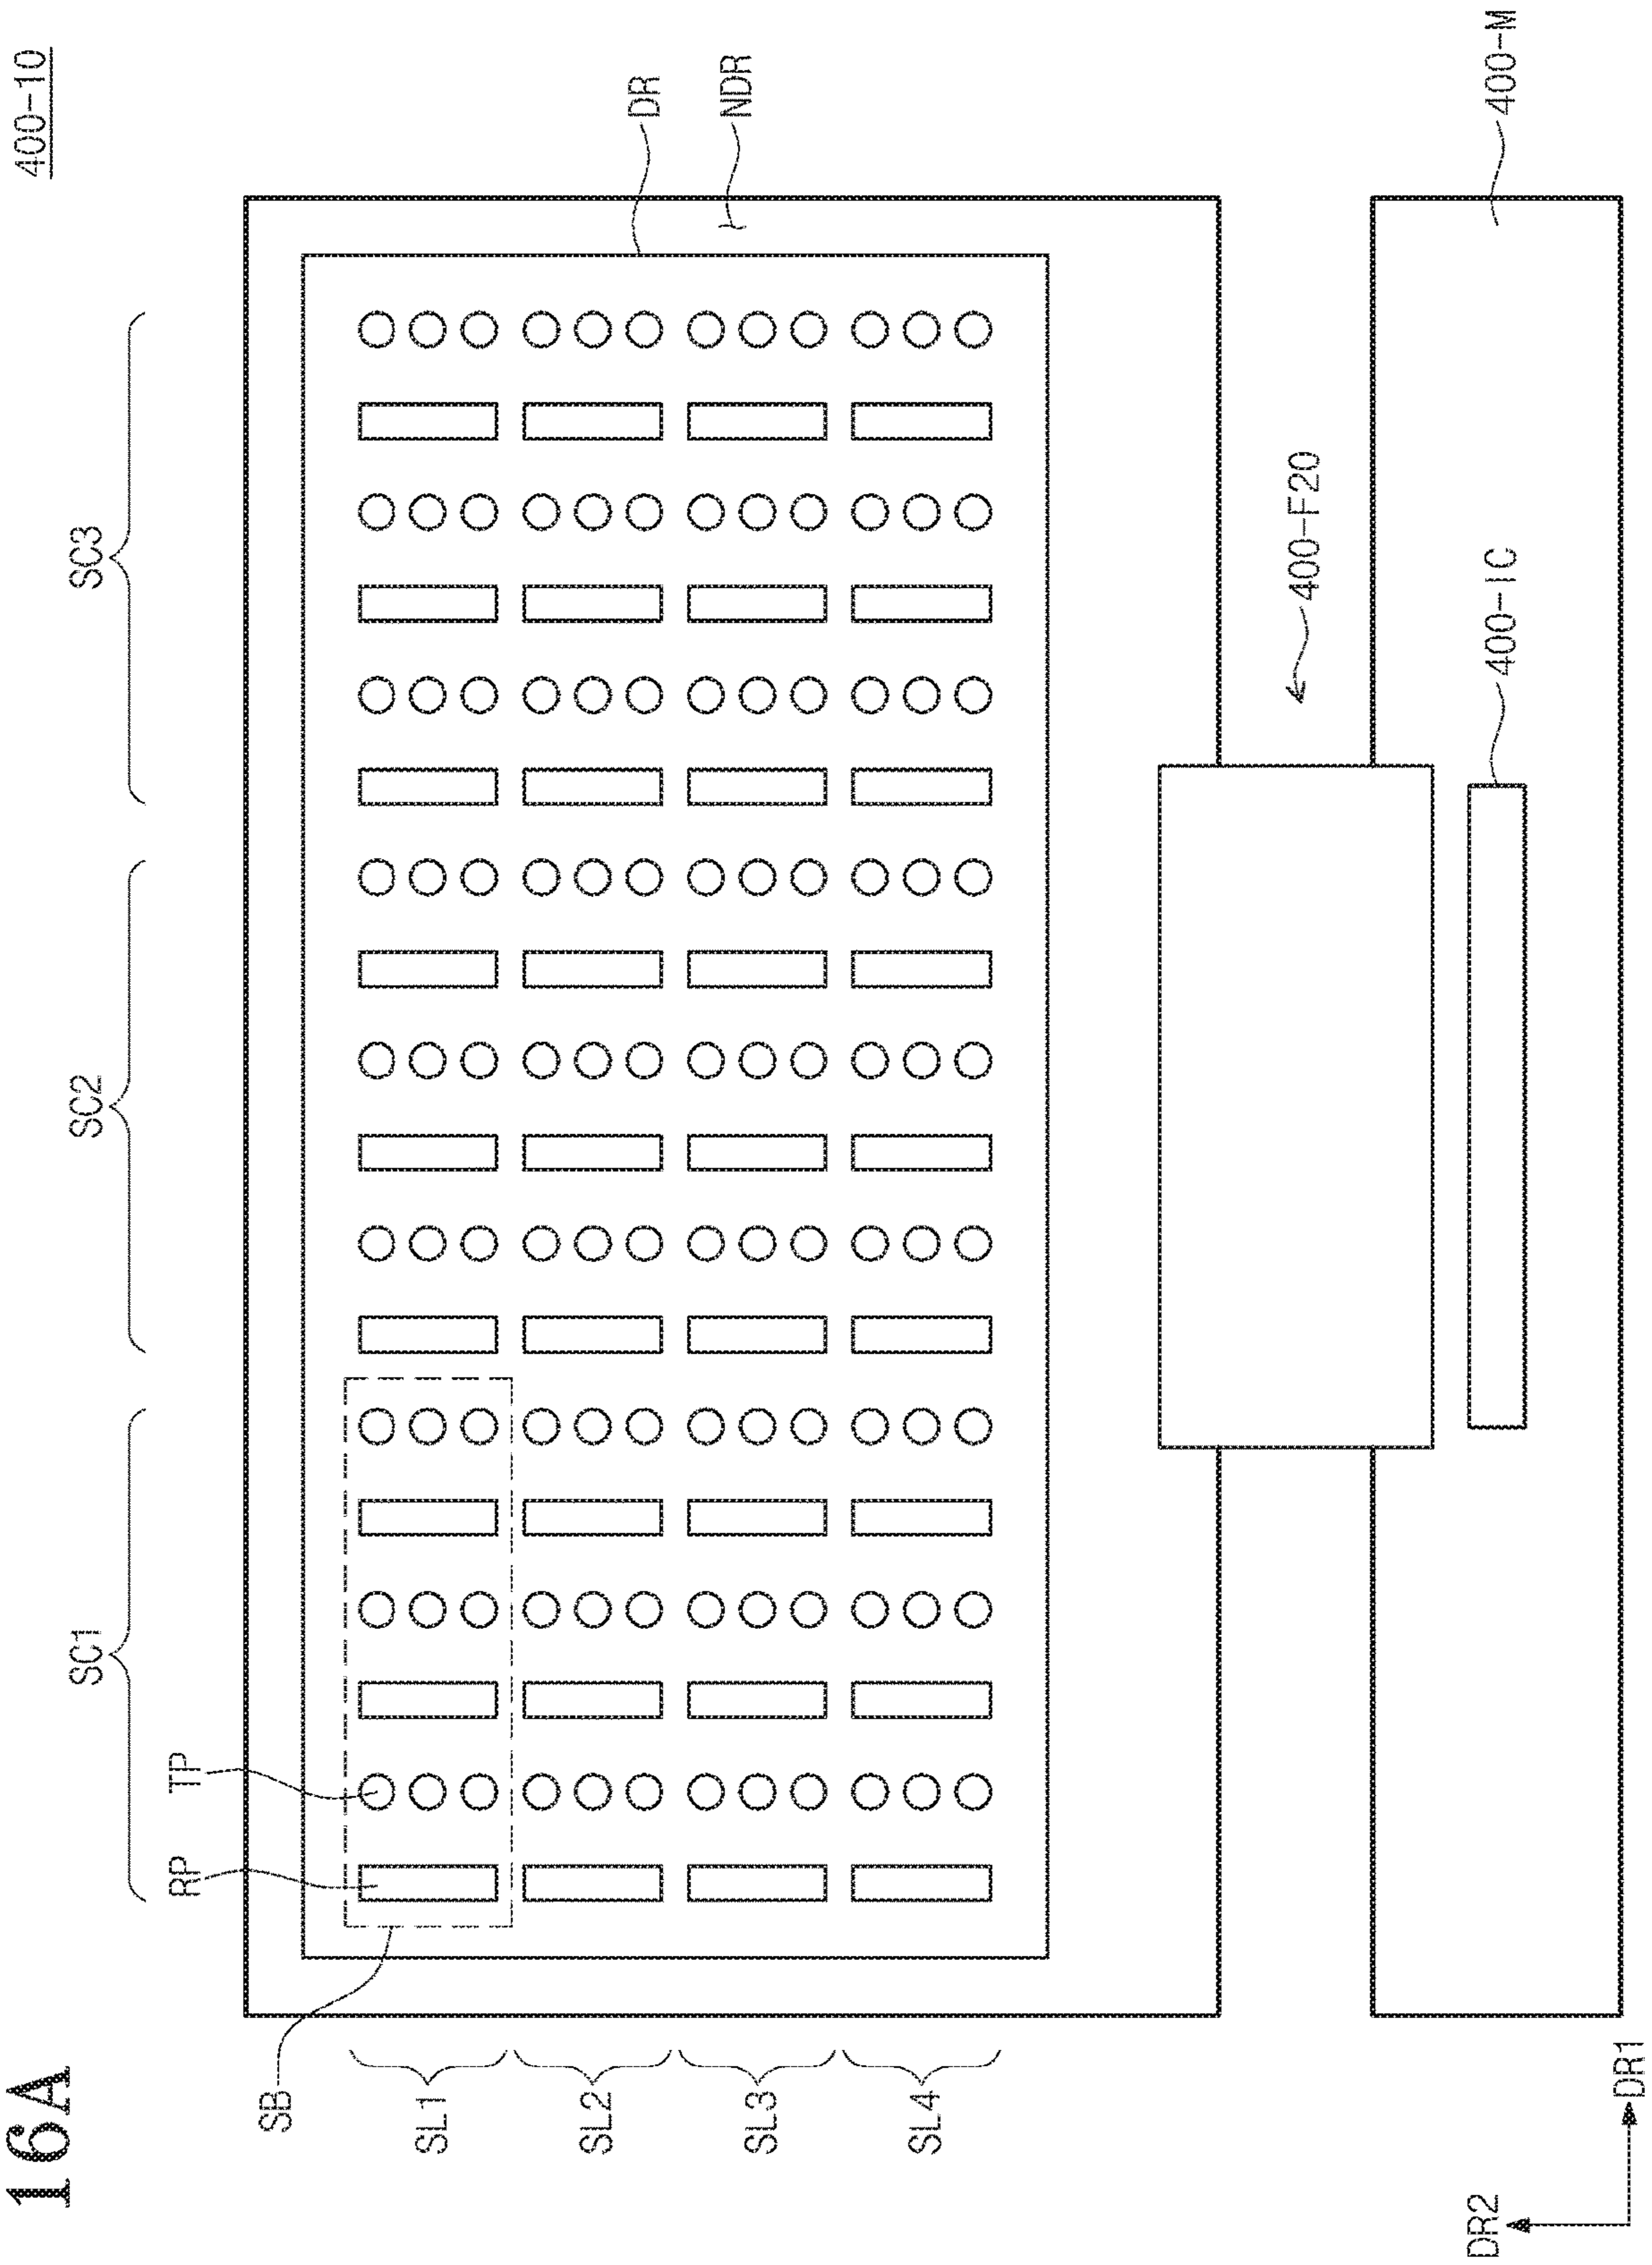 16A
400-10
SC1
SC2
SC3
RP
TP
SB
SL1
SL2
SL3
SL4
DR
NDR
400-F20
400-IC
400-M
DR2
DR1